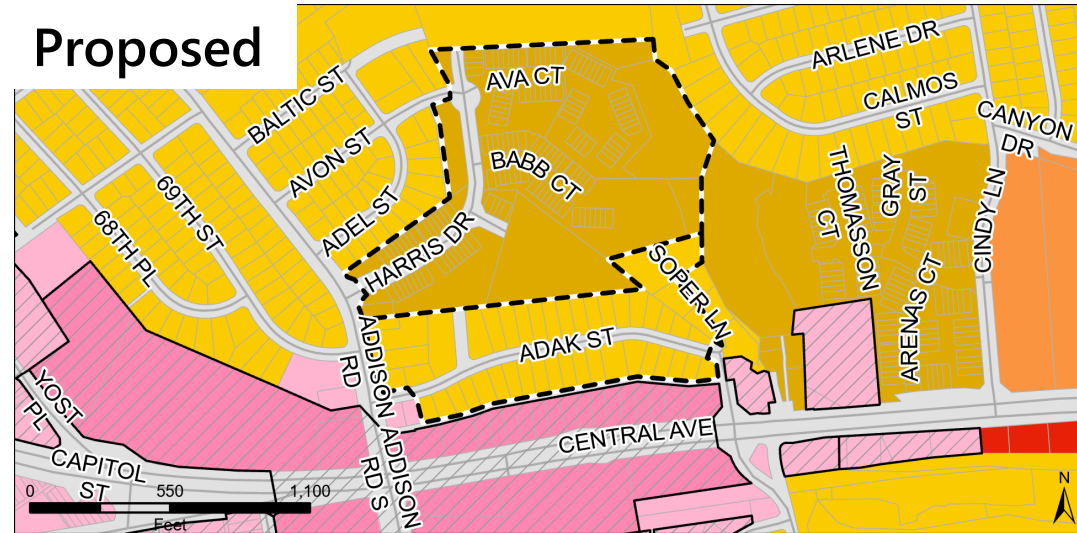 Proposed
BALTIC ST
AVA CT
ARLENE DR
CALMOS
ST
CANYON
DR
AVON ST
BABB CT
THOMASSON
CT
GRAY
ST
69TH ST
68TH PL
ADEL ST
HARRIS DR
SOPER LN
CINDY LN
ARENAS CT
ADDISON
RD
ADAK ST
YOST
PL
CAPITOL
ST
ADDISON
RD S
CENTRAL AVE
0 550 1,100
Feet
N